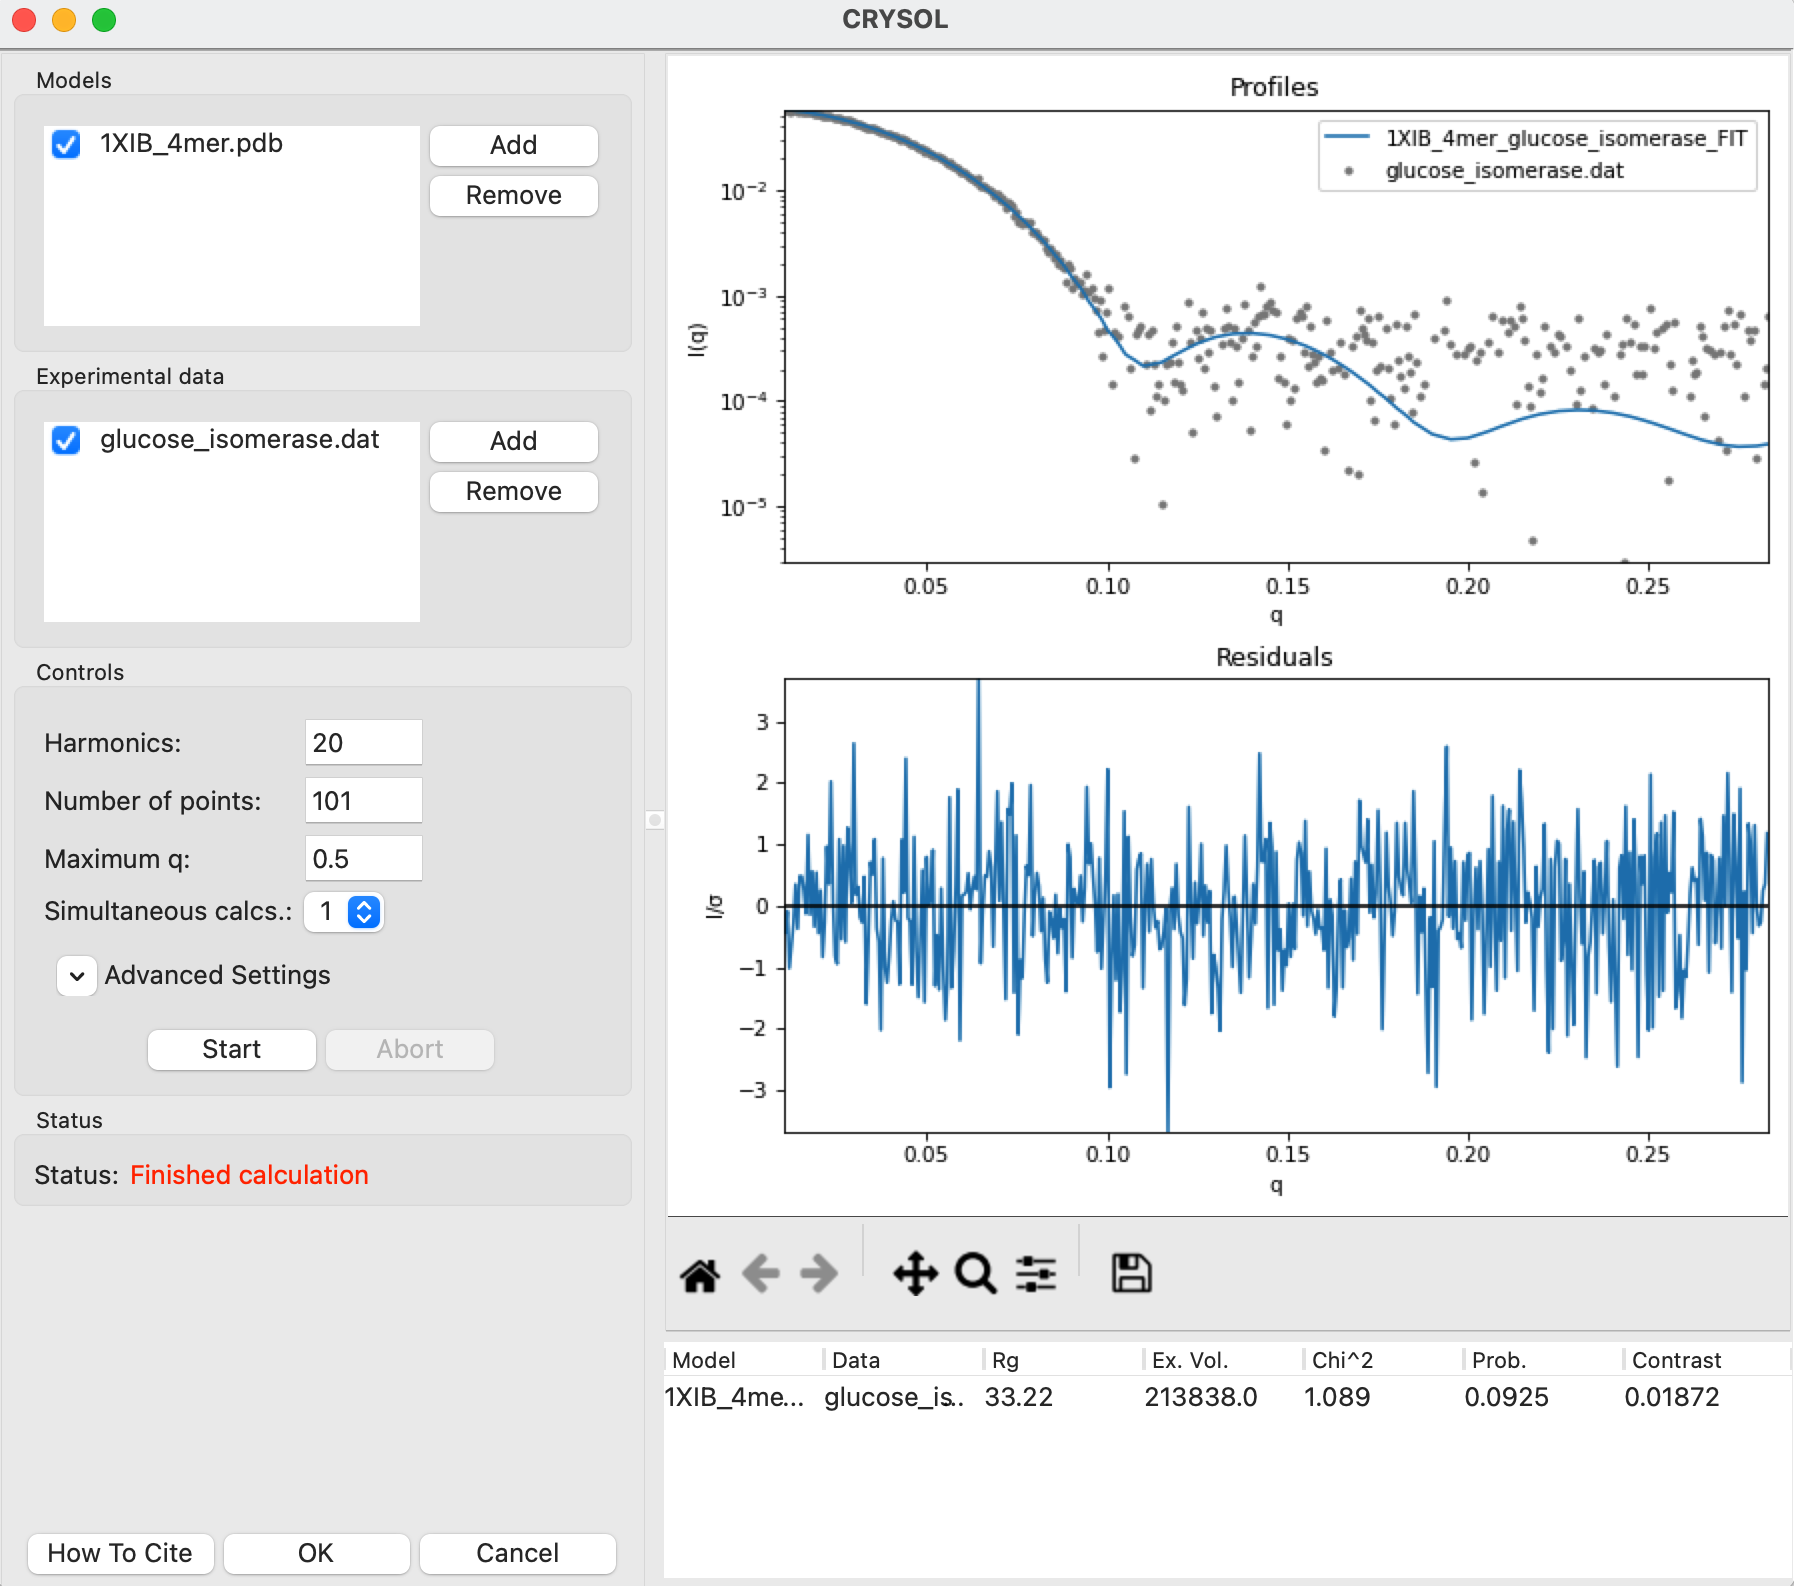 CRYSOL
Models
1XIB_4mer.pdb
Add
Remove
Experimental data
glucose_isomerase.dat
Add
Remove
Controls
Harmonics: 20
Number of points: 101
Maximum q: 0.5
Simultaneous calcs.: 1
Advanced Settings
Start Abort
Status
Status: Finished calculation
How To Cite OK Cancel
Profiles
1XIB_4mer_glucose_isomerase_FIT
glucose_isomerase.dat
I(q)
10⁻²
10⁻³
10⁻⁴
10⁻⁵
0.05 0.10 0.15 0.20 0.25
q
Residuals
I/σ
3
2
1
0
−1
−2
−3
0.05 0.10 0.15 0.20 0.25
q
Model Data Rg Ex. Vol. Chi^2 Prob. Contrast
1XIB_4me... glucose_is.. 33.22 213838.0 1.089 0.0925 0.01872